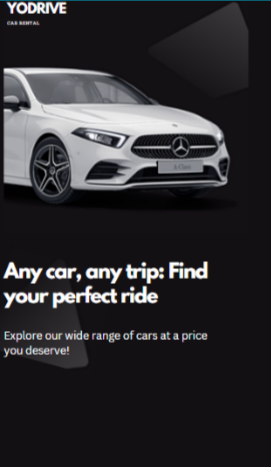 YODRIVE
CAR RENTAL
Any car, any trip: Find
your perfect ride
Explore our wide range of cars at a price
you deserve!